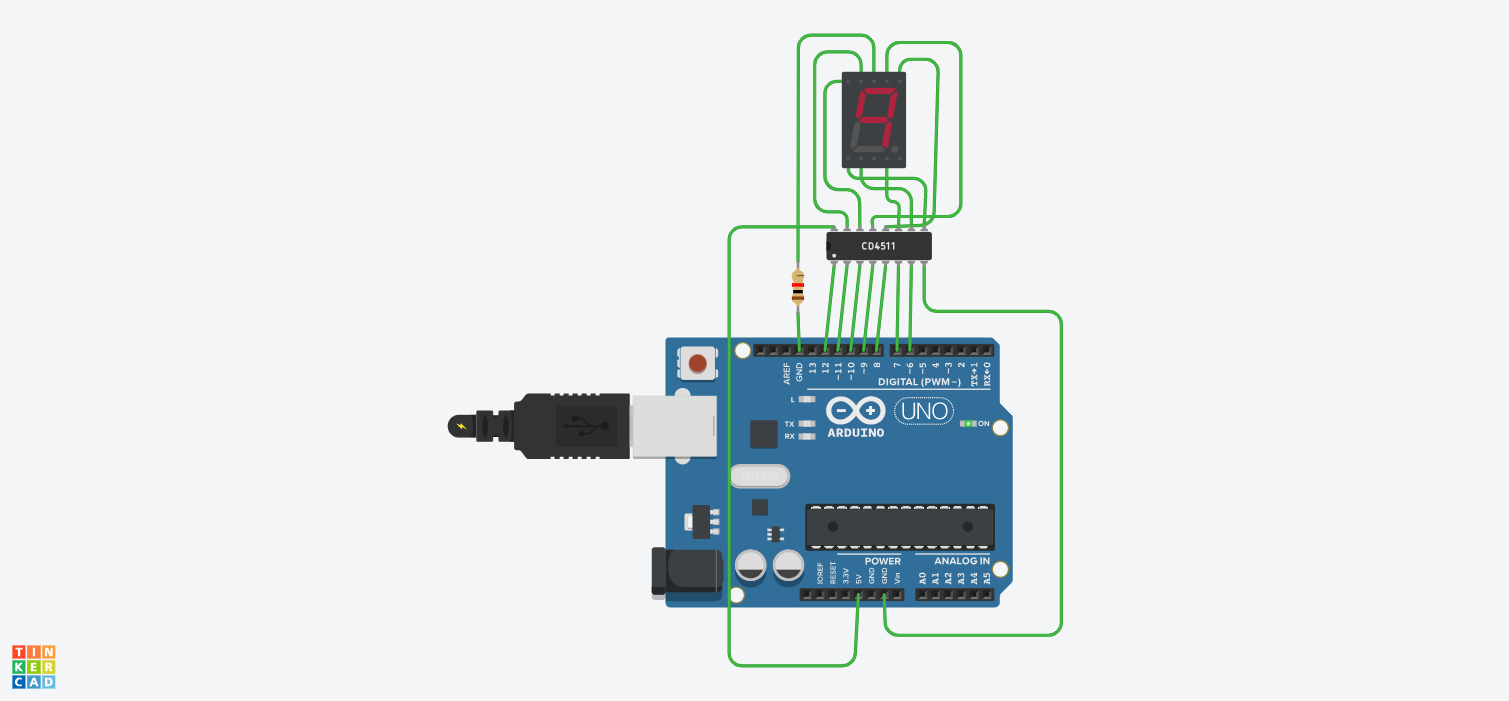 CD4511
AREF
GND
13
12
~11
~10
~9
8
7
~6
~5
4
~3
2
TX→1
RX←0
DIGITAL (PWM~)
L
TX
RX
UNO
ARDUINO
ON
POWER
ANALOG IN
IOREF
RESET
3.3V
5V
GND
GND
Vin
A0
A1
A2
A3
A4
A5
TIN
KER
CAD